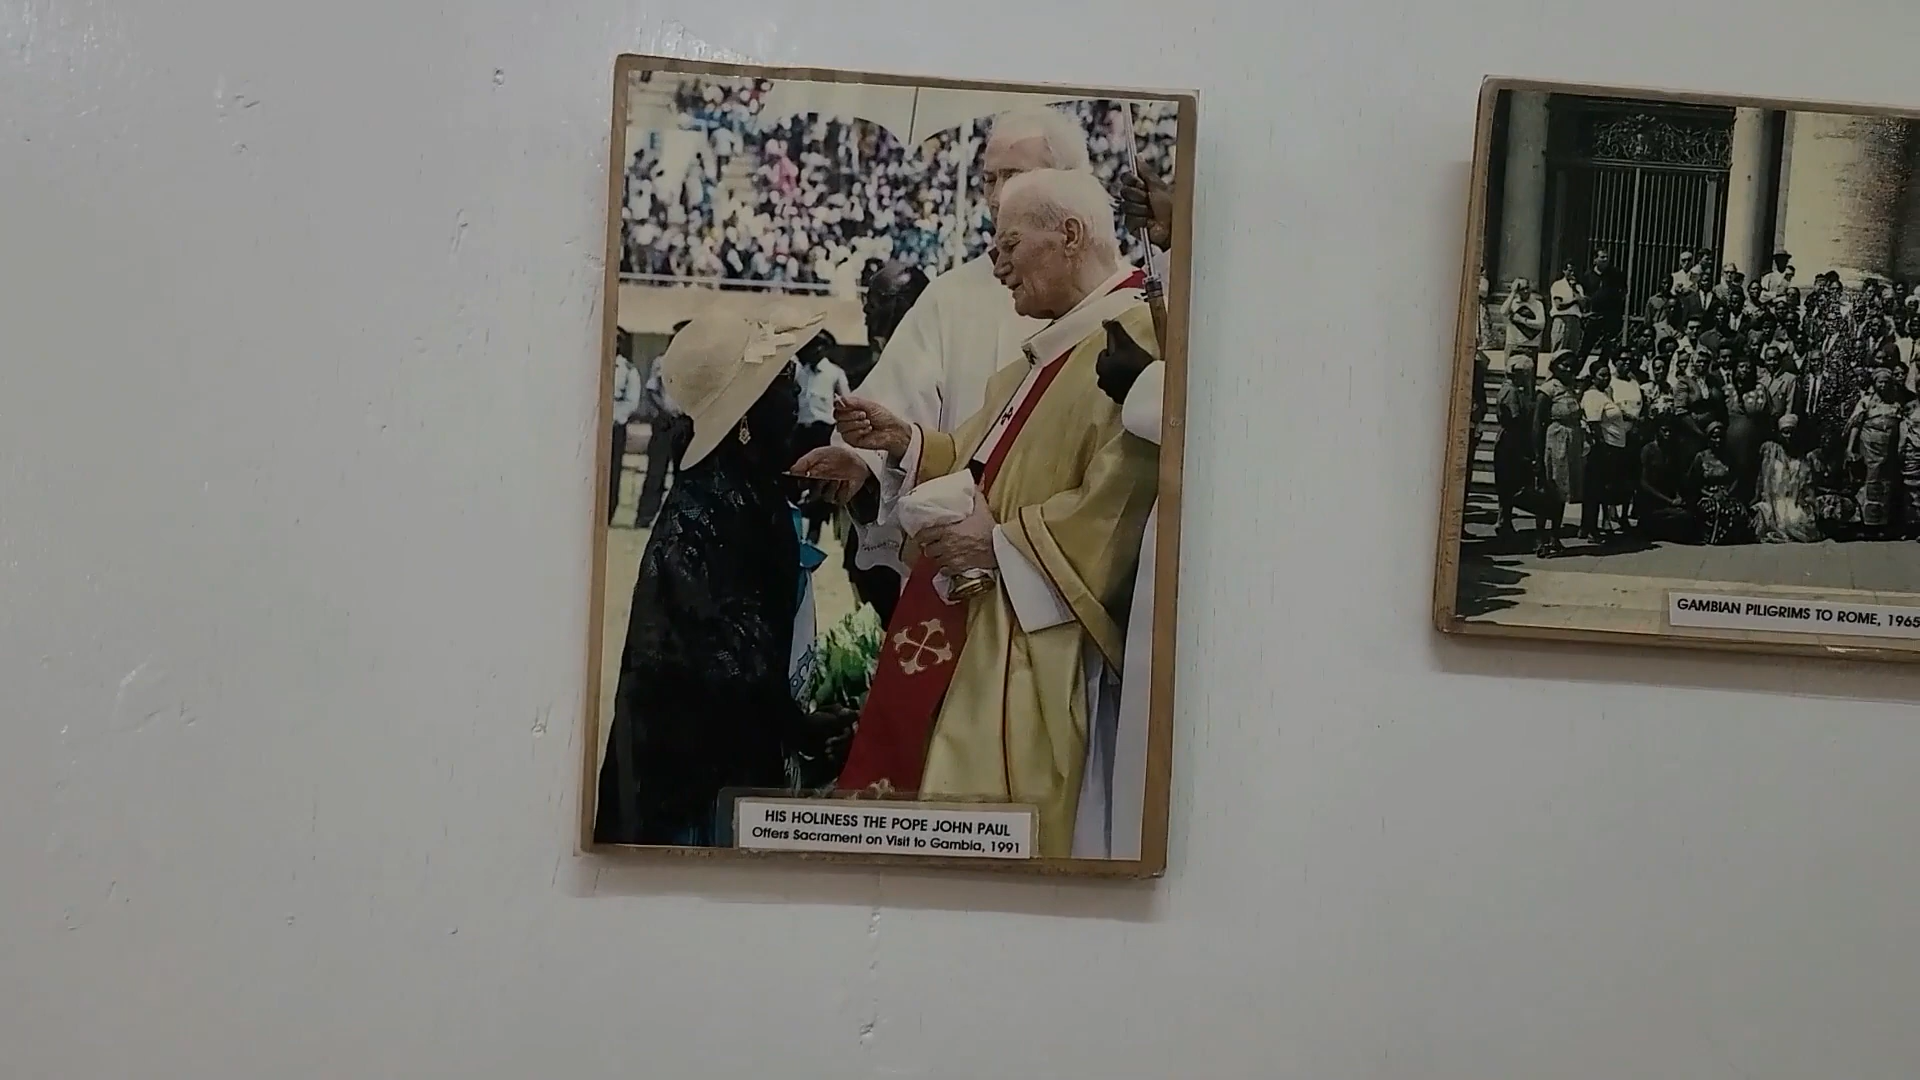 HIS HOLINESS THE POPE JOHN PAUL
Offers Sacrament on Visit to Gambia, 1991
GAMBIAN PILIGRIMS TO ROME, 1965